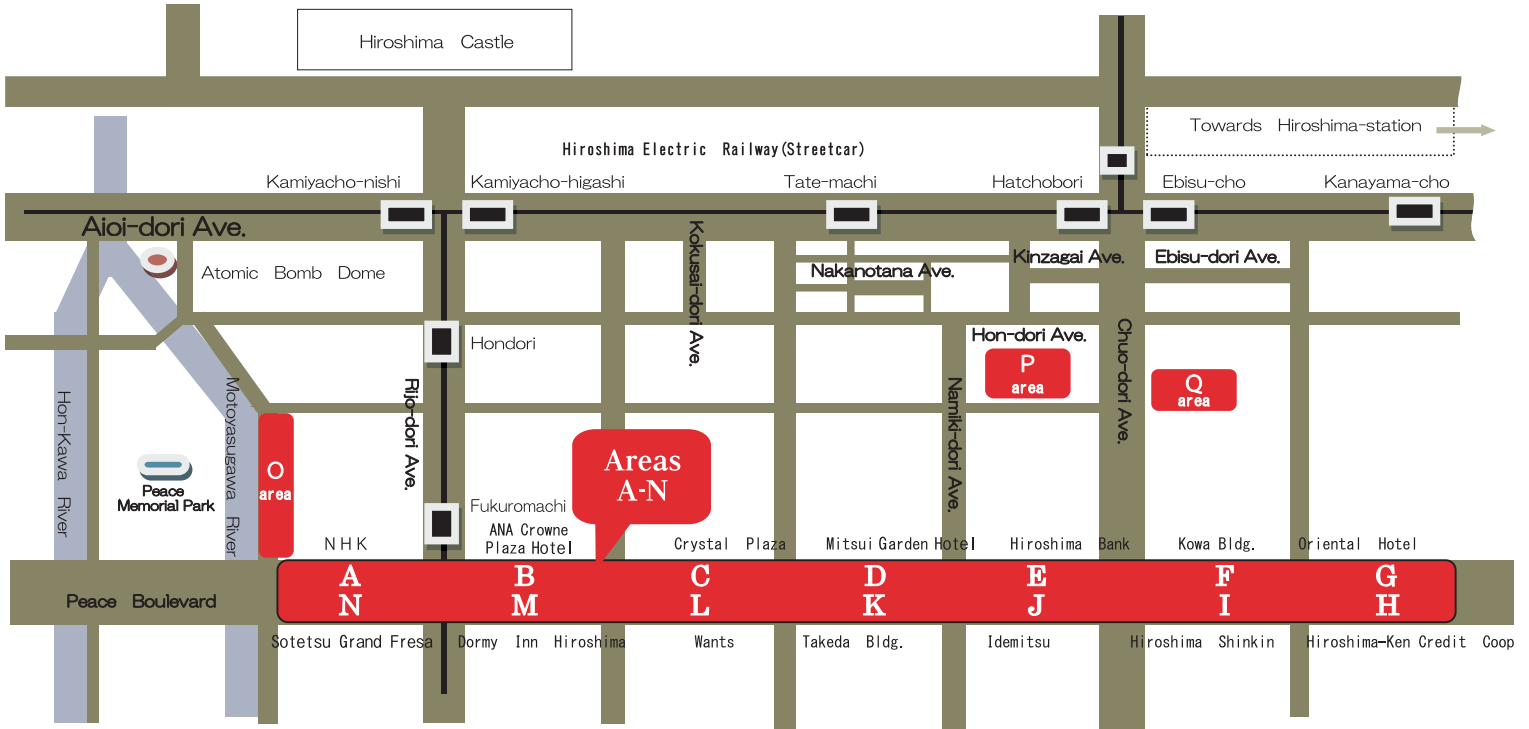 Hiroshima Castle
Towards Hiroshima-station
Hiroshima Electric Railway(Streetcar)
Kamiyacho-nishi
Kamiyacho-higashi
Tate-machi
Hatchobori
Ebisu-cho
Kanayama-cho
Aioi-dori Ave.
Kokusai-dori Ave.
Atomic Bomb Dome
Nakanotana Ave.
Kinzagai Ave.
Ebisu-dori Ave.
Hondori
Hon-dori Ave.
Chuo-dori Ave.
P
area
Q
area
Hon-Kawa River
Motoyasugawa River
Rijo-dori Ave.
Namiki-dori Ave.
O
area
Peace
Memorial Park
Areas
A-N
Fukuromachi
NHK
ANA Crowne
Plaza Hotel
Crystal Plaza
Mitsui Garden Hotel
Hiroshima Bank
Kowa Bldg.
Oriental Hotel
A B C D E F G
Peace Boulevard
N M L K J I H
Sotetsu Grand Fresa
Dormy Inn Hiroshima
Wants
Takeda Bldg.
Idemitsu
Hiroshima Shinkin
Hiroshima-Ken Credit Coop